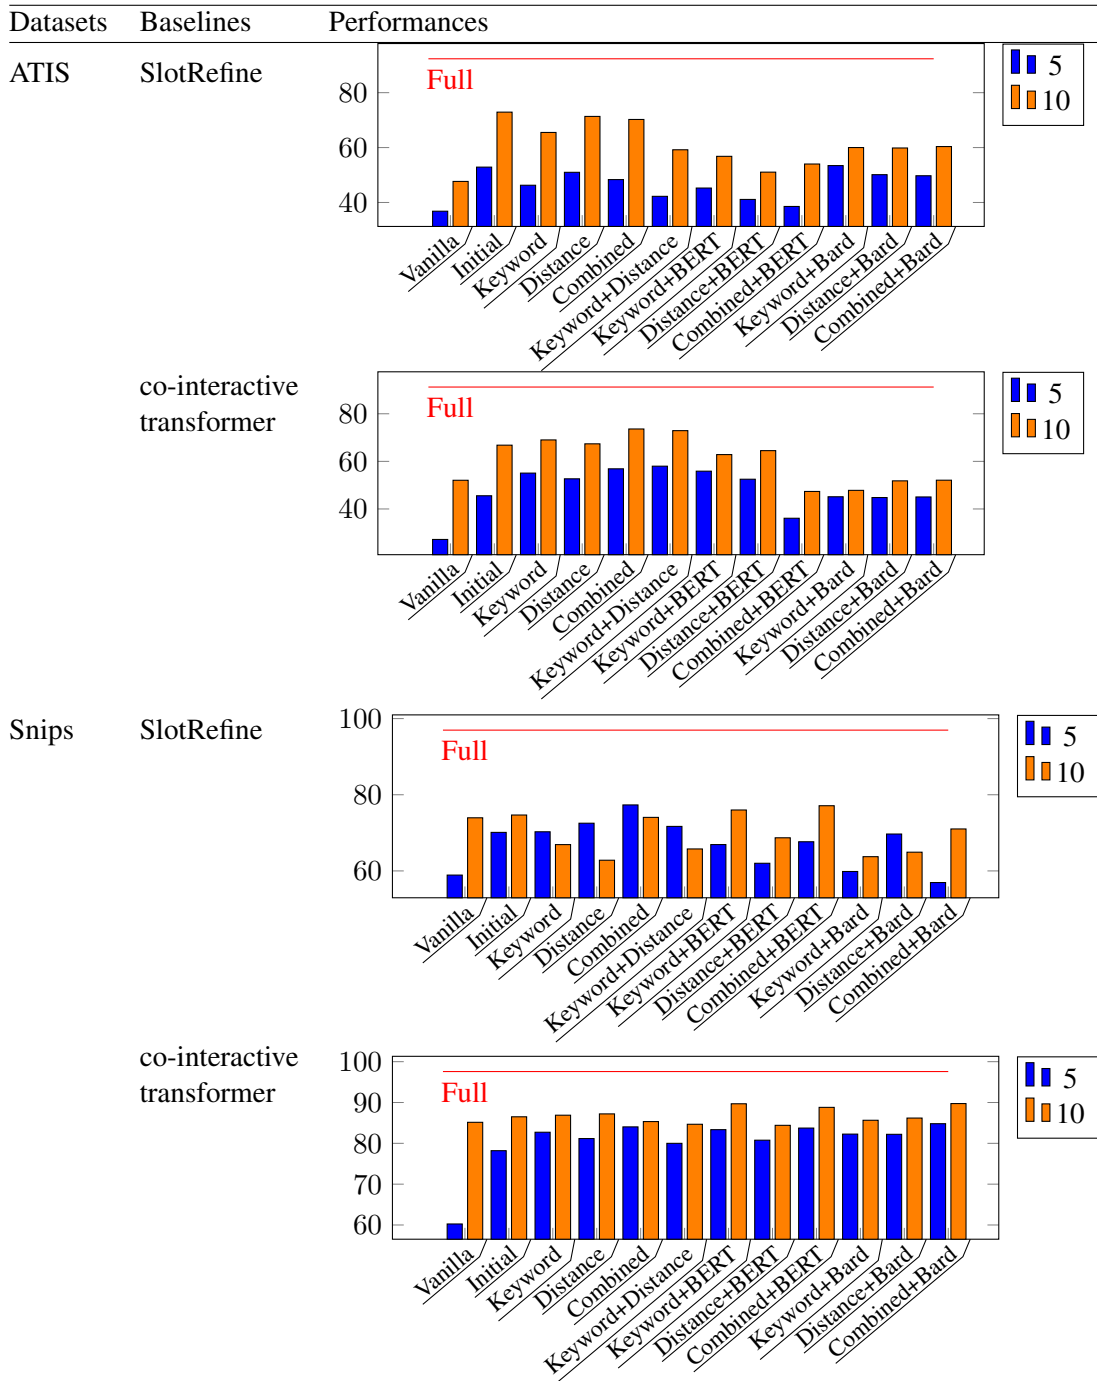 Datasets Baselines Performances
ATIS SlotRefine
Full
80
60
40
5
10
Vanilla
Initial
Keyword
Distance
Combined
Keyword+Distance
Keyword+BERT
Distance+BERT
Combined+BERT
Keyword+Bard
Distance+Bard
Combined+Bard
co-interactive
transformer
Full
80
60
40
5
10
Vanilla
Initial
Keyword
Distance
Combined
Keyword+Distance
Keyword+BERT
Distance+BERT
Combined+BERT
Keyword+Bard
Distance+Bard
Combined+Bard
Snips SlotRefine
100
Full
80
60
5
10
Vanilla
Initial
Keyword
Distance
Combined
Keyword+Distance
Keyword+BERT
Distance+BERT
Combined+BERT
Keyword+Bard
Distance+Bard
Combined+Bard
co-interactive
transformer
100
Full
90
80
70
60
5
10
Vanilla
Initial
Keyword
Distance
Combined
Keyword+Distance
Keyword+BERT
Distance+BERT
Combined+BERT
Keyword+Bard
Distance+Bard
Combined+Bard